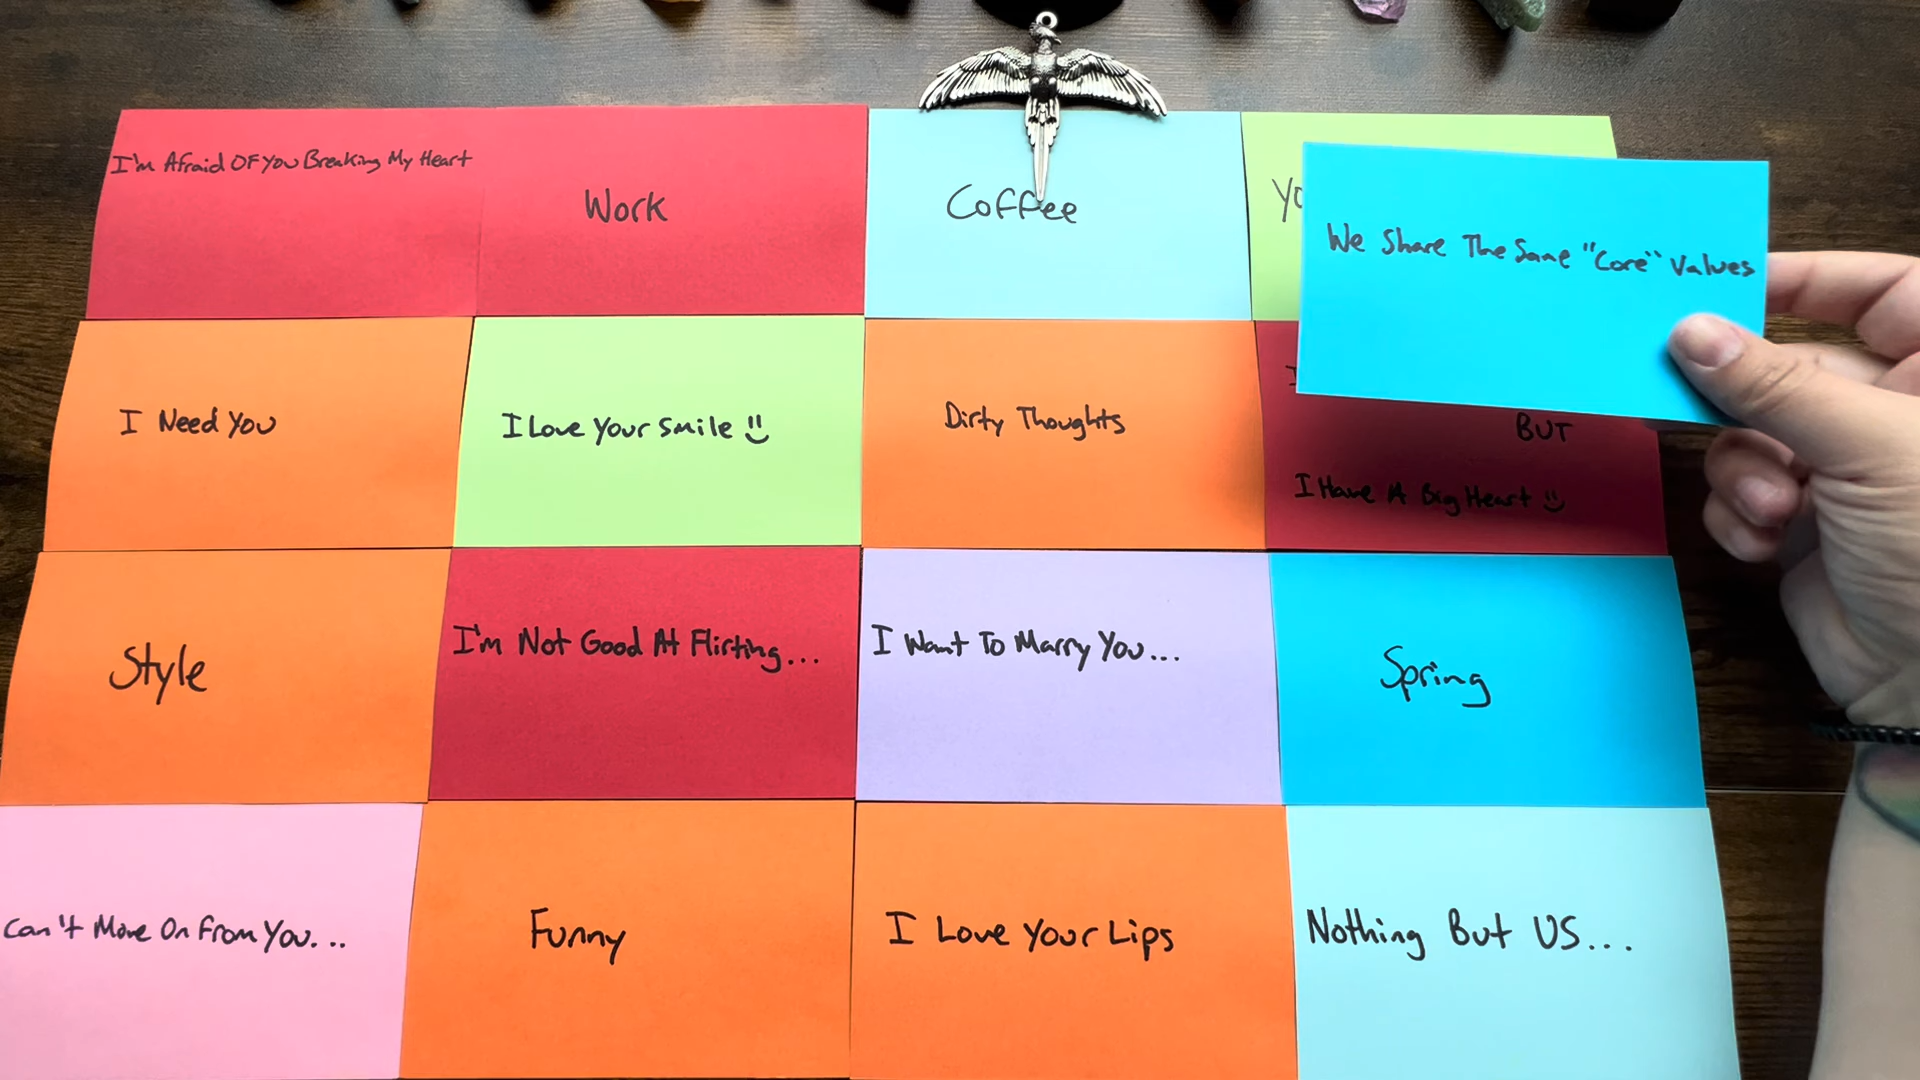 I'm Afraid Of You Breaking My Heart
Work
Coffee
We Share The Same "Core" Values
I Need You
I Love Your Smile
Dirty Thoughts
BUT
I Have A Big Heart
Style
I'm Not Good At Flirting...
I Want To Marry You...
Spring
Can't Move On From You...
Funny
I Love Your Lips
Nothing But US...